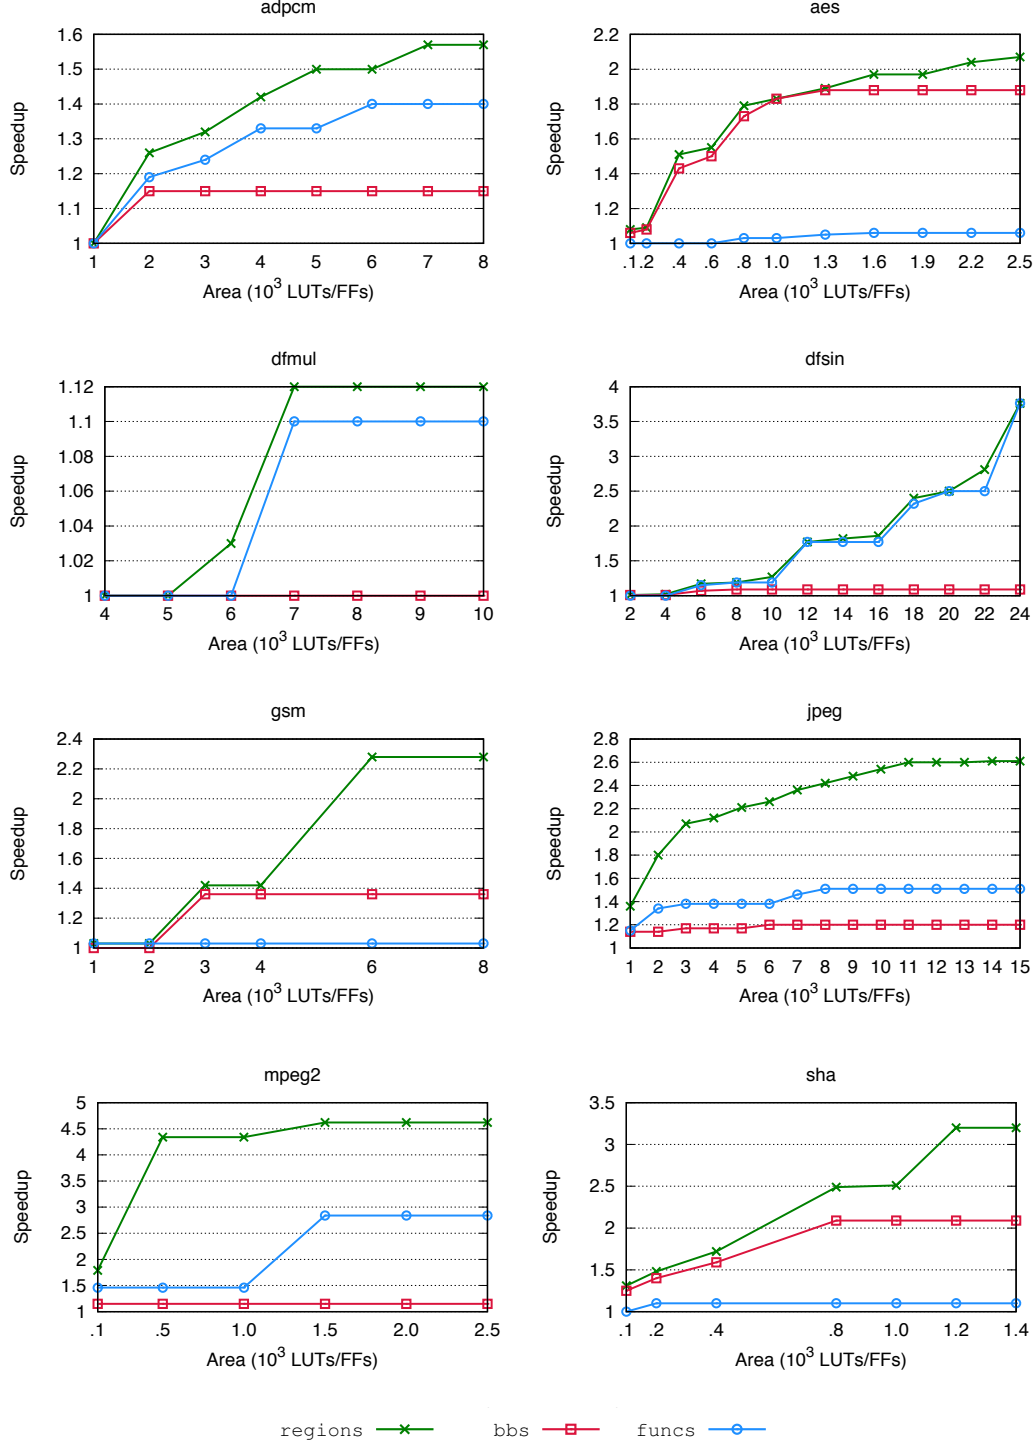 adpcm
1.6
1.5
1.4
1.3
1.2
1.1
1
Speedup
1 2 3 4 5 6 7 8
Area (10³ LUTs/FFs)
aes
2.2
2
1.8
1.6
1.4
1.2
1
Speedup
.1 .2 .4 .6 .8 1.0 1.3 1.6 1.9 2.2 2.5
Area (10³ LUTs/FFs)
dfmul
1.12
1.1
1.08
1.06
1.04
1.02
1
Speedup
4 5 6 7 8 9 10
Area (10³ LUTs/FFs)
dfsin
4
3.5
3
2.5
2
1.5
1
Speedup
2 4 6 8 10 12 14 16 18 20 22 24
Area (10³ LUTs/FFs)
gsm
2.4
2.2
2
1.8
1.6
1.4
1.2
1
Speedup
1 2 3 4 6 8
Area (10³ LUTs/FFs)
jpeg
2.8
2.6
2.4
2.2
2
1.8
1.6
1.4
1.2
1
Speedup
1 2 3 4 5 6 7 8 9 10 11 12 13 14 15
Area (10³ LUTs/FFs)
mpeg2
5
4.5
4
3.5
3
2.5
2
1.5
1
Speedup
.1 .5 1.0 1.5 2.0 2.5
Area (10³ LUTs/FFs)
sha
3.5
3
2.5
2
1.5
1
Speedup
.1 .2 .4 .8 1.0 1.2 1.4
Area (10³ LUTs/FFs)
regions bbs funcs